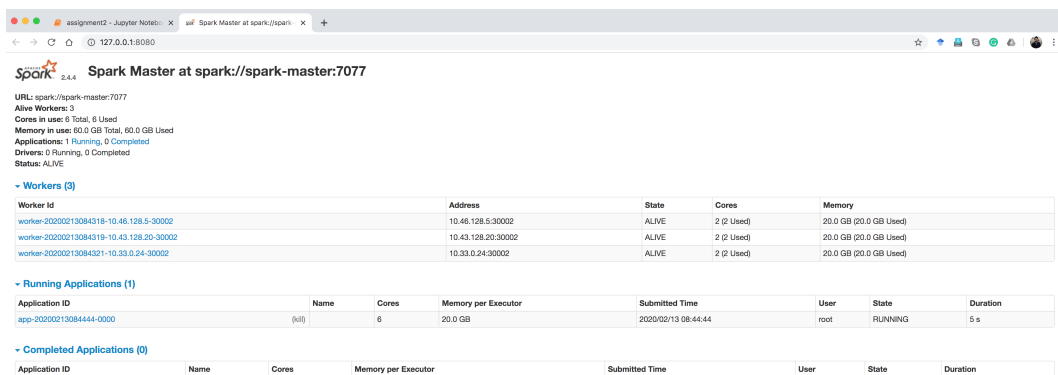 assignment2 - Jupyter Notebo
Spark Master at spark://spark-
127.0.0.1:8080
APACHE Spark 2.4.4 Spark Master at spark://spark-master:7077
URL: spark://spark-master:7077
Alive Workers: 3
Cores in use: 6 Total, 6 Used
Memory in use: 60.0 GB Total, 60.0 GB Used
Applications: 1 Running, 0 Completed
Drivers: 0 Running, 0 Completed
Status: ALIVE
Workers (3)
Worker Id Address State Cores Memory
worker-20200213084318-10.46.128.5-30002 10.46.128.5:30002 ALIVE 2 (2 Used) 20.0 GB (20.0 GB Used)
worker-20200213084319-10.43.128.20-30002 10.43.128.20:30002 ALIVE 2 (2 Used) 20.0 GB (20.0 GB Used)
worker-20200213084321-10.33.0.24-30002 10.33.0.24:30002 ALIVE 2 (2 Used) 20.0 GB (20.0 GB Used)
Running Applications (1)
Application ID Name Cores Memory per Executor Submitted Time User State Duration
app-20200213084444-0000 (kill) 6 20.0 GB 2020/02/13 08:44:44 root RUNNING 5 s
Completed Applications (0)
Application ID Name Cores Memory per Executor Submitted Time User State Duration